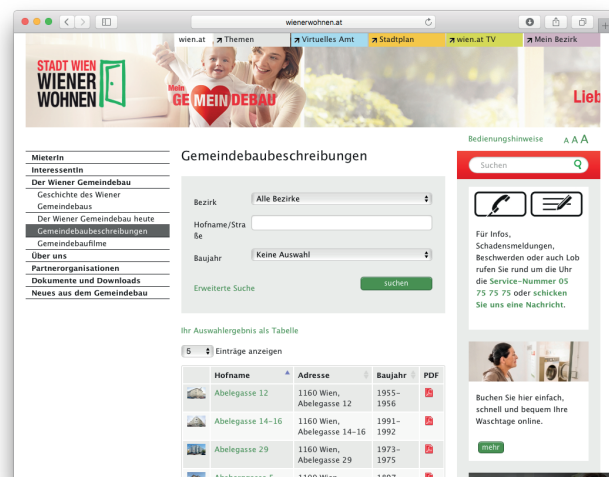 wienerwohnen.at
wien.at
Themen
Virtuelles Amt
Stadtplan
wien.at TV
Mein Bezirk
STADT WIEN
WIENER
WOHNEN
Mein
GEMEINDEBAU
Lieb
Bedienungshinweise A A A
MieterIn
InteressentIn
Der Wiener Gemeindebau
Geschichte des Wiener
Gemeindebaus
Der Wiener Gemeindebau heute
Gemeindebaubeschreibungen
Gemeindebaufilme
Über uns
Partnerorganisationen
Dokumente und Downloads
Neues aus dem Gemeindebau
Gemeindebaubeschreibungen
Bezirk Alle Bezirke
Hofname/Stra
ße
Baujahr Keine Auswahl
Erweiterte Suche suchen
Ihr Auswahlergebnis als Tabelle
5 Einträge anzeigen
Hofname Adresse Baujahr PDF
Abelegasse 12 1160 Wien, 1955-
Abelegasse 12 1956
Abelegasse 14-16 1160 Wien, 1991-
Abelegasse 14-16 1992
Abelegasse 29 1160 Wien, 1973-
Abelegasse 29 1975
Suchen
Für Infos,
Schadensmeldungen,
Beschwerden oder auch Lob
rufen Sie rund um die Uhr
die Service-Nummer 05
75 75 75 oder schicken
Sie uns eine Nachricht.
Buchen Sie hier einfach,
schnell und bequem Ihre
Waschtage online.
mehr